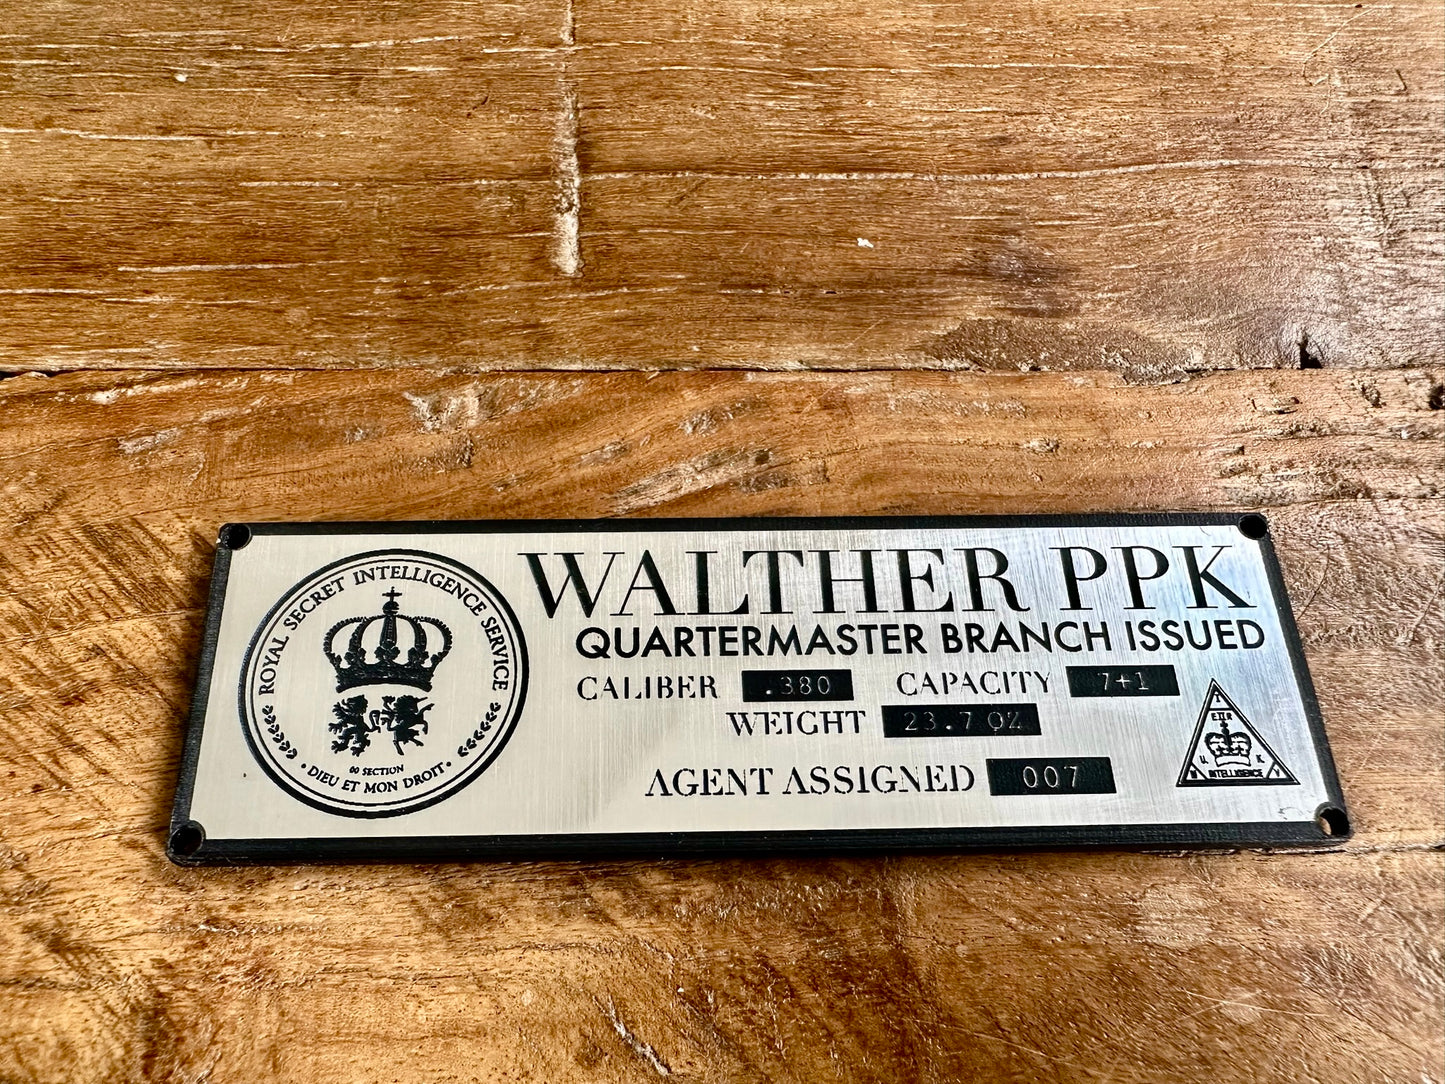 ROYAL SECRET INTELLIGENCE SERVICE
00 SECTION
• DIEU ET MON DROIT •
WALTHER PPK
QUARTERMASTER BRANCH ISSUED
CALIBER .380 CAPACITY 7+1
WEIGHT 23.7 OZ
AGENT ASSIGNED 007
E II R
U. K
INTELLIGENCE